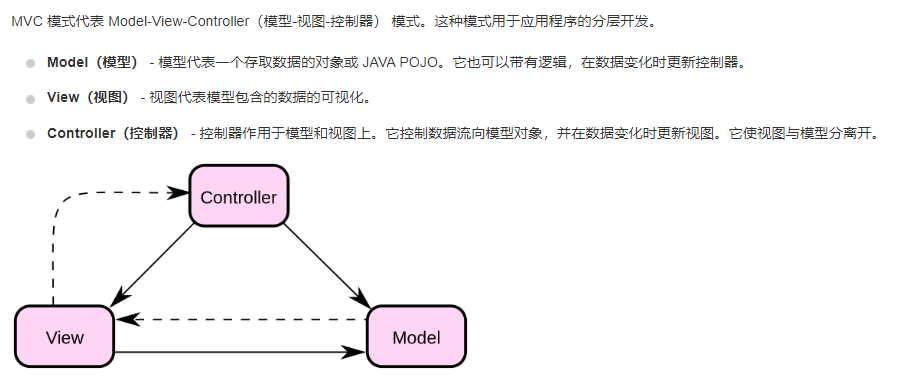 MVC 模式代表 Model-View-Controller（模型-视图-控制器） 模式。这种模式用于应用程序的分层开发。
Model（模型） - 模型代表一个存取数据的对象或 JAVA POJO。它也可以带有逻辑，在数据变化时更新控制器。
View（视图） - 视图代表模型包含的数据的可视化。
Controller（控制器） - 控制器作用于模型和视图上。它控制数据流向模型对象，并在数据变化时更新视图。它使视图与模型分离开。
Controller
View
Model